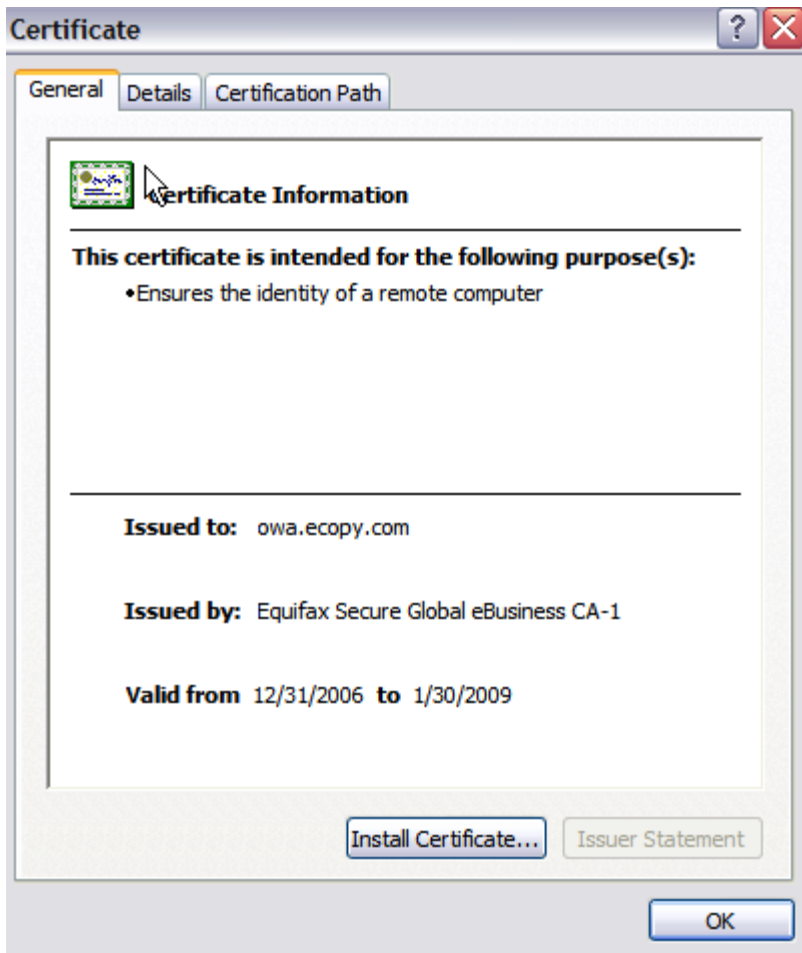 Certificate
General Details Certification Path
Certificate Information
This certificate is intended for the following purpose(s):
•Ensures the identity of a remote computer
Issued to: owa.ecopy.com
Issued by: Equifax Secure Global eBusiness CA-1
Valid from 12/31/2006 to 1/30/2009
Install Certificate... Issuer Statement
OK